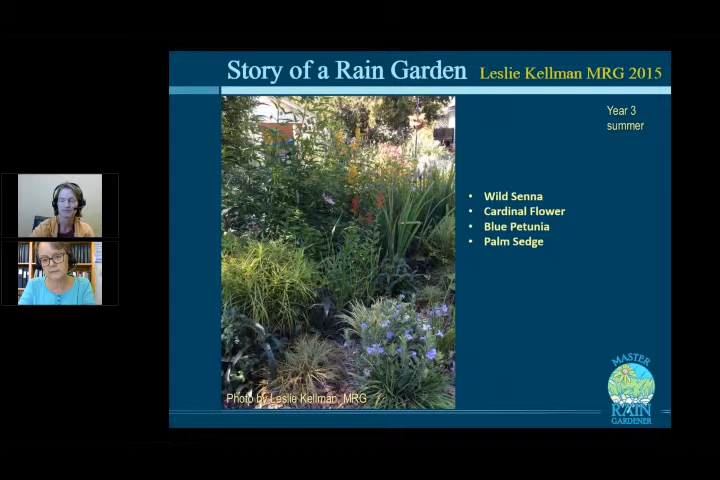 Story of a Rain Garden Leslie Kellman MRG 2015
Year 3
summer
• Wild Senna
• Cardinal Flower
• Blue Petunia
• Palm Sedge
Photo by Leslie Kellman, MRG
MASTER
RAIN
GARDENER